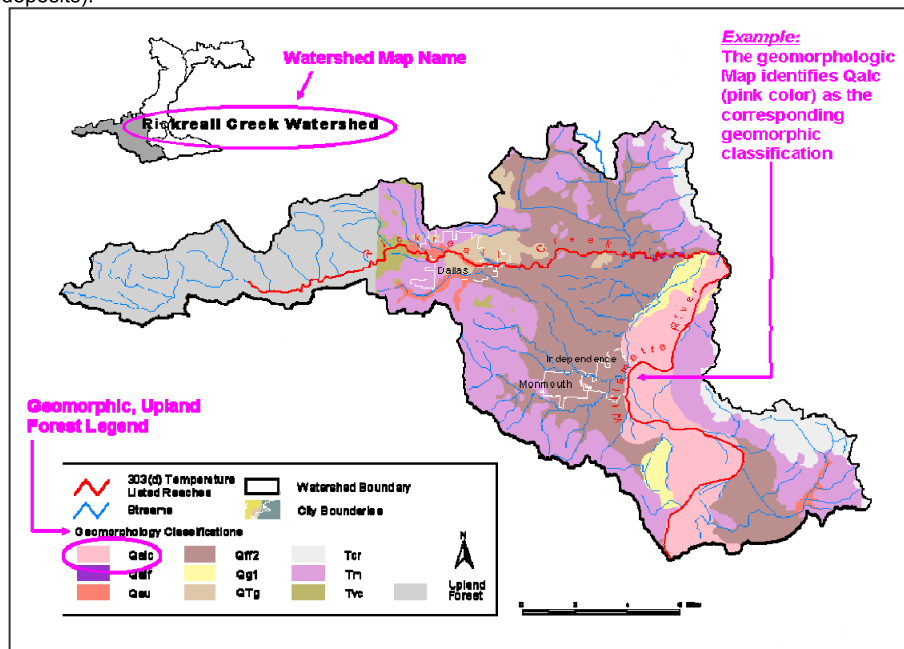 deposits).
Watershed Map Name
Rickreall Creek Watershed
Example:
The geomorphologic
Map identifies Qalc
(pink color) as the
corresponding
geomorphic
classification
Rickreall Creek
Dallas
Willamette River
Independence
Monmouth
Geomorphic, Upland
Forest Legend
303(d) Temperature
Listed Reaches
Watershed Boundary
Streams
City Bounderies
Geomorphology Classifications
Qalc
Qff2
Tcr
Qalf
Qg1
Tm
Qau
QTg
Tvc
Upland
Forest
N